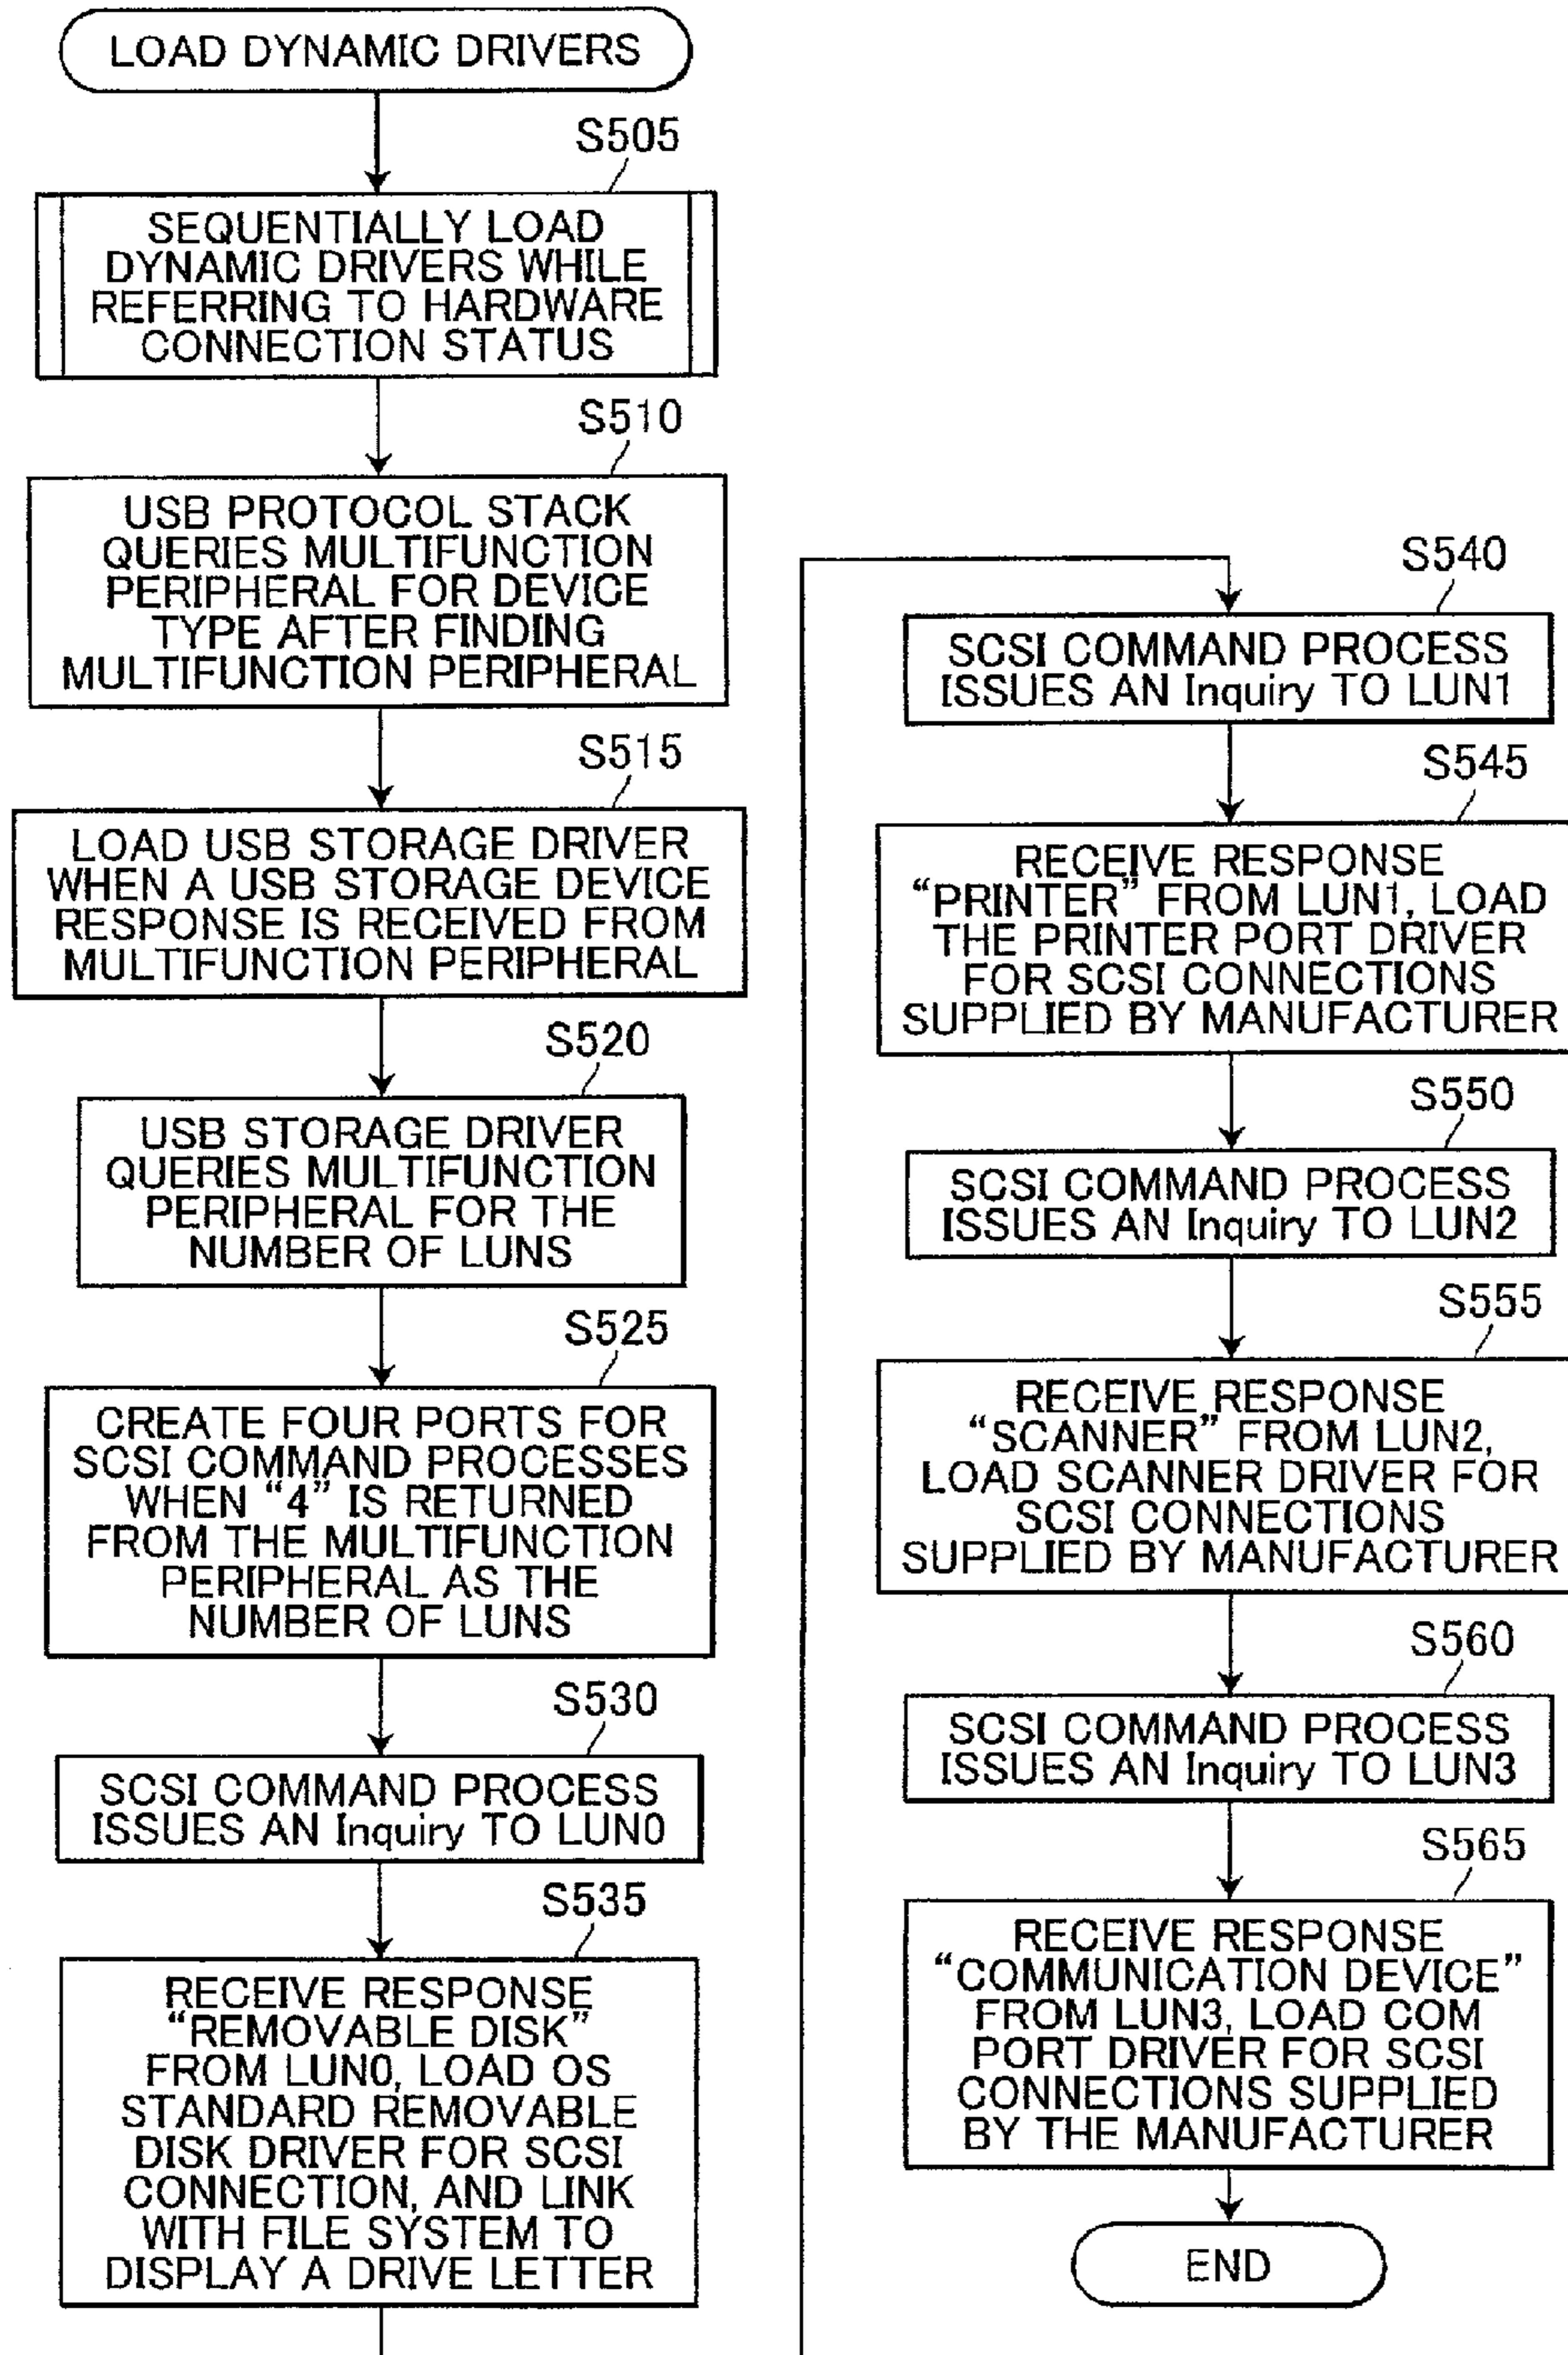 LOAD DYNAMIC DRIVERS
S505
SEQUENTIALLY LOAD
DYNAMIC DRIVERS WHILE
REFERRING TO HARDWARE
CONNECTION STATUS
S510
USB PROTOCOL STACK
QUERIES MULTIFUNCTION
PERIPHERAL FOR DEVICE
TYPE AFTER FINDING
MULTIFUNCTION PERIPHERAL
S515
LOAD USB STORAGE DRIVER
WHEN A USB STORAGE DEVICE
RESPONSE IS RECEIVED FROM
MULTIFUNCTION PERIPHERAL
S520
USB STORAGE DRIVER
QUERIES MULTIFUNCTION
PERIPHERAL FOR THE
NUMBER OF LUNS
S525
CREATE FOUR PORTS FOR
SCSI COMMAND PROCESSES
WHEN “4” IS RETURNED
FROM THE MULTIFUNCTION
PERIPHERAL AS THE
NUMBER OF LUNS
S530
SCSI COMMAND PROCESS
ISSUES AN Inquiry TO LUN0
S535
RECEIVE RESPONSE
“REMOVABLE DISK”
FROM LUN0, LOAD OS
STANDARD REMOVABLE
DISK DRIVER FOR SCSI
CONNECTION, AND LINK
WITH FILE SYSTEM TO
DISPLAY A DRIVE LETTER
S540
SCSI COMMAND PROCESS
ISSUES AN Inquiry TO LUN1
S545
RECEIVE RESPONSE
“PRINTER” FROM LUN1, LOAD
THE PRINTER PORT DRIVER
FOR SCSI CONNECTIONS
SUPPLIED BY MANUFACTURER
S550
SCSI COMMAND PROCESS
ISSUES AN Inquiry TO LUN2
S555
RECEIVE RESPONSE
“SCANNER” FROM LUN2,
LOAD SCANNER DRIVER FOR
SCSI CONNECTIONS
SUPPLIED BY MANUFACTURER
S560
SCSI COMMAND PROCESS
ISSUES AN Inquiry TO LUN3
S565
RECEIVE RESPONSE
“COMMUNICATION DEVICE”
FROM LUN3, LOAD COM
PORT DRIVER FOR SCSI
CONNECTIONS SUPPLIED
BY THE MANUFACTURER
END